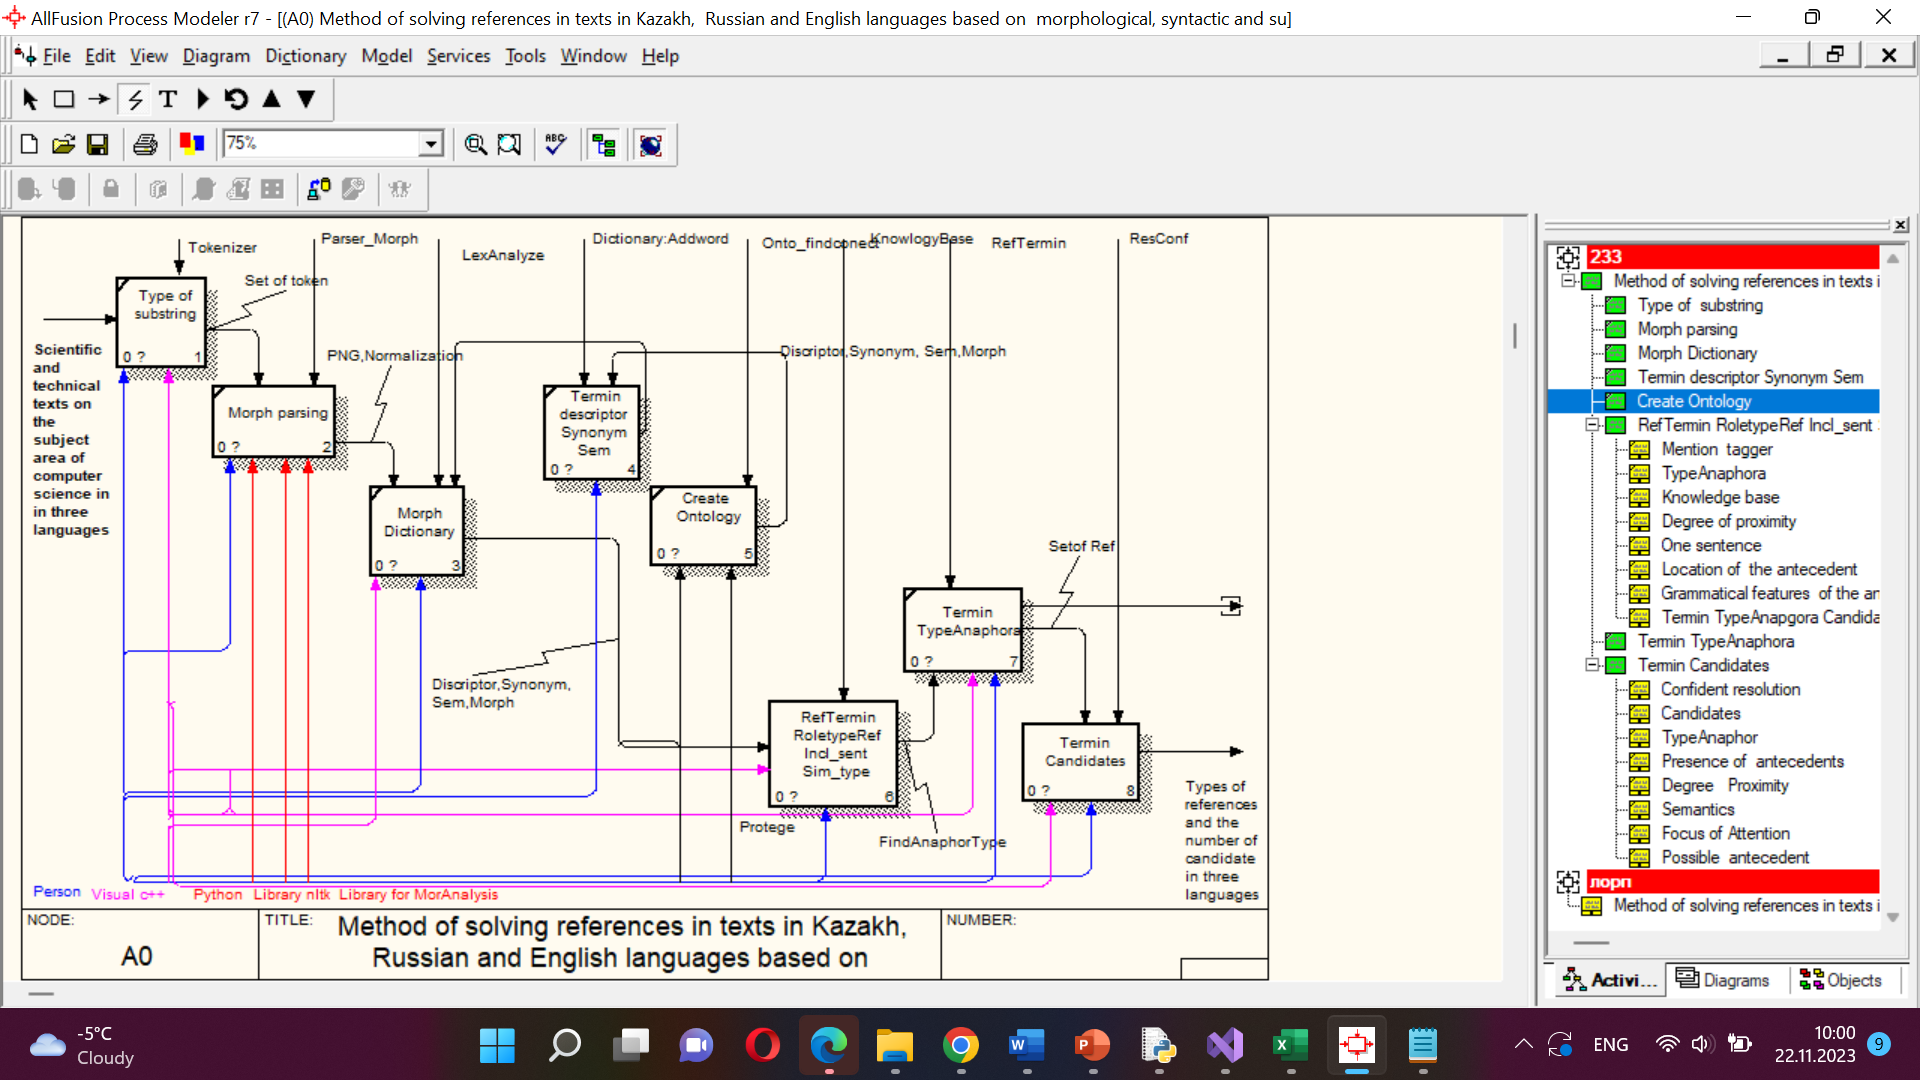 AllFusion Process Modeler r7 - [(A0) Method of solving references in texts in Kazakh, Russian and English languages based on morphological, syntactic and su]
File Edit View Diagram Dictionary Model Services Tools Window Help
T
75%
ABC
Tokenizer
Parser_Morph
LexAnalyze
Dictionary:Addword
Onto_findconect
KnowlogyBase
RefTermin
ResConf
Set of token
Type of
substring
0 ? 1
Scientific
and
technical
texts on
the
subject
area of
computer
science in
in three
languages
PNG,Normalization
Morph parsing
0 ? 2
Discriptor,Synonym, Sem,Morph
Termin
descriptor
Synonym
Sem
0 ? 4
Morph
Dictionary
0 ? 3
Create
Ontology
0 ? 5
Setof Ref
Termin
TypeAnaphora
0 ? 7
Discriptor,Synonym,
Sem,Morph
RefTermin
RoletypeRef
Incl_sent
Sim_type
0 ? 6
Termin
Candidates
0 ? 8
Types of
references
and the
number of
candidate
in three
languages
Protege
FindAnaphorType
Person Visual c++ Python Library nltk Library for MorAnalysis
NODE:
A0
TITLE:
Method of solving references in texts in Kazakh,
Russian and English languages based on
NUMBER:
233
Method of solving references in texts i
Type of substring
Morph parsing
Morph Dictionary
Termin descriptor Synonym Sem
Create Ontology
RefTermin RoletypeRef Incl_sent
Mention tagger
TypeAnaphora
Knowledge base
Degree of proximity
One sentence
Location of the antecedent
Grammatical features of the an
Termin TypeAnapgora Candida
Termin TypeAnaphora
Termin Candidates
Confident resolution
Candidates
TypeAnaphor
Presence of antecedents
Degree Proximity
Semantics
Focus of Attention
Possible antecedent
лорп
Method of solving references in texts i
Activi... Diagrams Objects
-5°C
Cloudy
ENG
10:00
22.11.2023
9